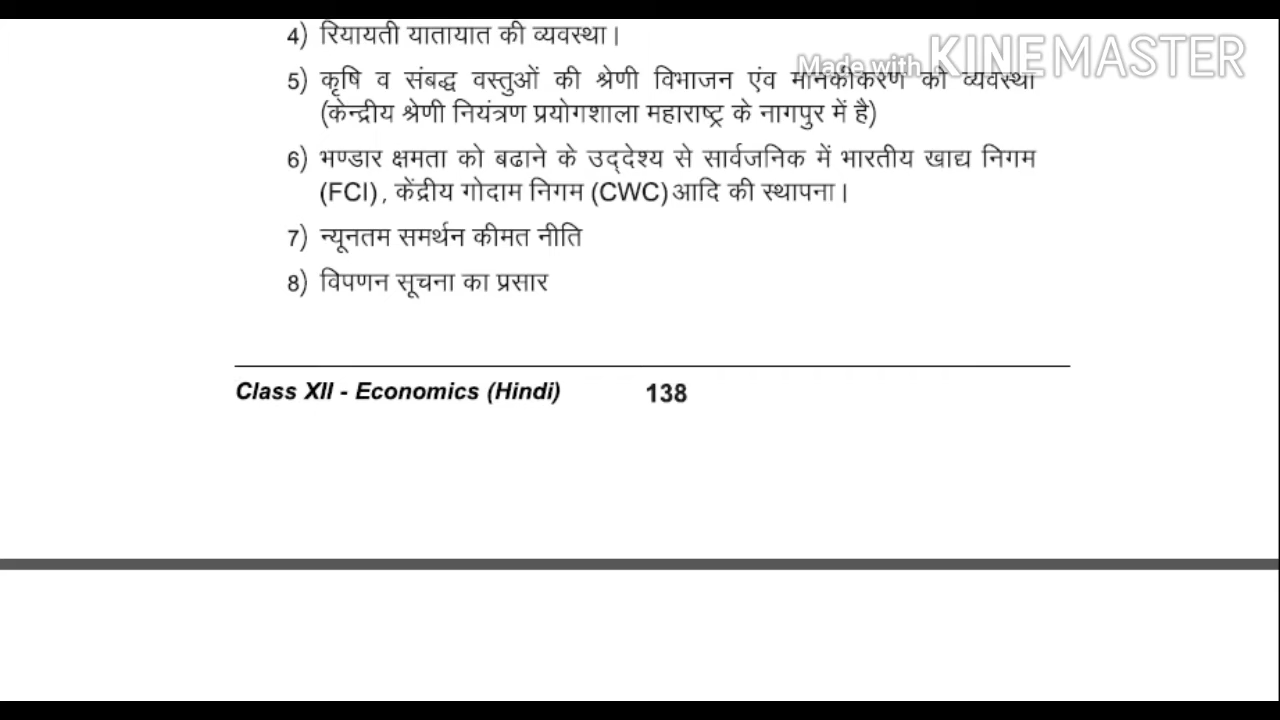 4) रियायती यातायात की व्यवस्था।
Made with KINEMASTER
5) कृषि व संबद्ध वस्तुओं की श्रेणी विभाजन एंव मानकीकरण की व्यवस्था
(केन्द्रीय श्रेणी नियंत्रण प्रयोगशाला महाराष्ट्र के नागपुर में है)
6) भण्डार क्षमता को बढाने के उद्देश्य से सार्वजनिक में भारतीय खाद्य निगम
(FCI), केंद्रीय गोदाम निगम (CWC) आदि की स्थापना।
7) न्यूनतम समर्थन कीमत नीति
8) विपणन सूचना का प्रसार
Class XII - Economics (Hindi) 138